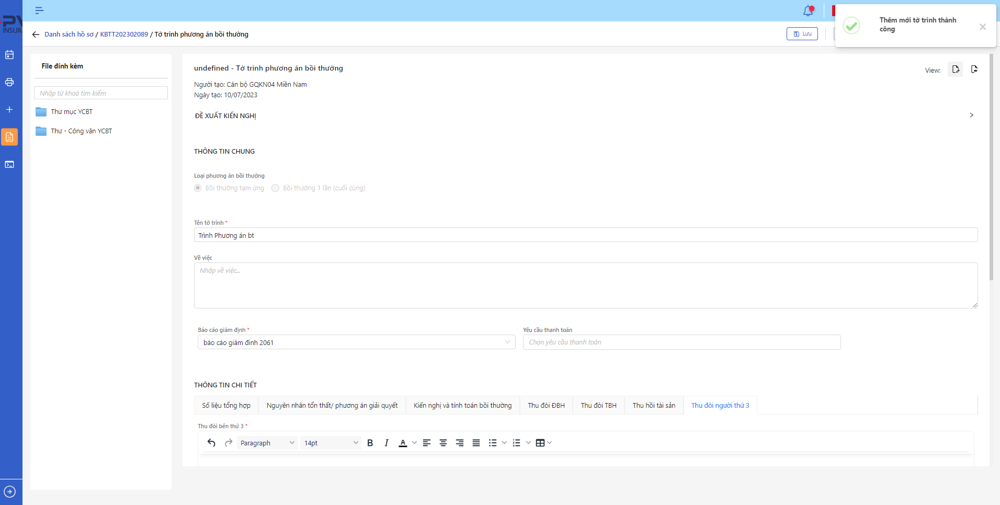 INSURA
Thêm mới tờ trình thành
công
Danh sách hồ sơ / KBTT202302089 / Tờ trình phương án bồi thường
Lưu
File đính kèm
Nhập từ khoá tìm kiếm
Thư mục YCBT
Thư - Công văn YCBT
undefined - Tờ trình phương án bồi thường
View:
Người tạo: Cán bộ GQKN04 Miền Nam
Ngày tạo: 10/07/2023
ĐỀ XUẤT KIẾN NGHỊ
THÔNG TIN CHUNG
Loại phương án bồi thường
Bồi thường tạm ứng
Bồi thường 1 lần (cuối cùng)
Tên tờ trình *
Trình Phương án bt
Về việc
Nhập về việc...
Báo cáo giám định *
Yêu cầu thanh toán
báo cáo giám đinh 2061
Chọn yêu cầu thanh toán
THÔNG TIN CHI TIẾT
Số liệu tổng hợp
Nguyên nhân tổn thất/ phương án giải quyết
Kiến nghị và tính toán bồi thường
Thu đòi ĐBH
Thu đòi TBH
Thu hồi tài sản
Thu đòi người thứ 3
Thu đòi bên thứ 3 *
Paragraph
14pt